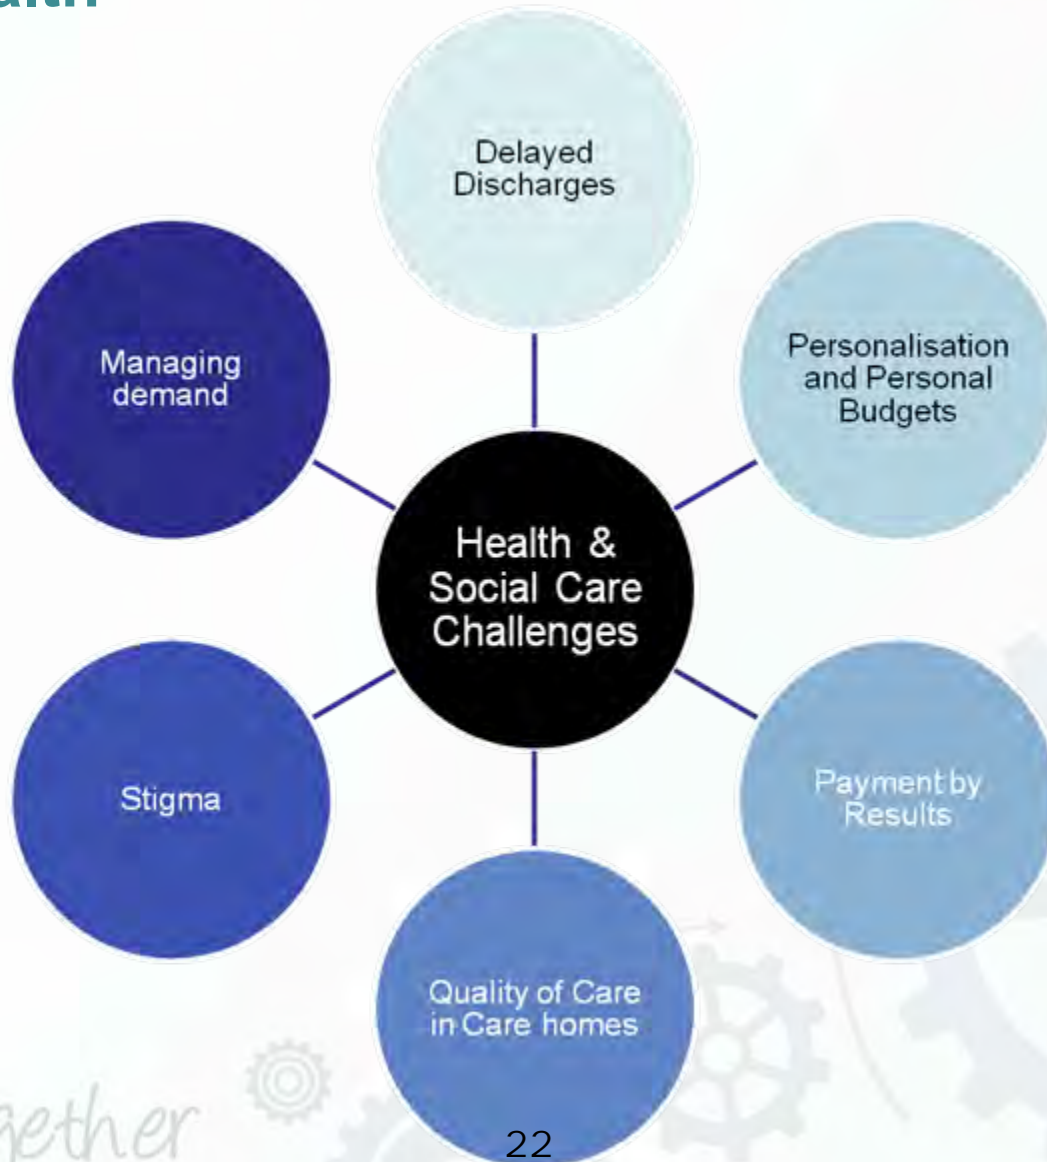 Delayed
Discharges
Personalisation
and Personal
Budgets
Payment by
Results
Quality of Care
in Care homes
Stigma
Managing
demand
Health &
Social Care
Challenges
22